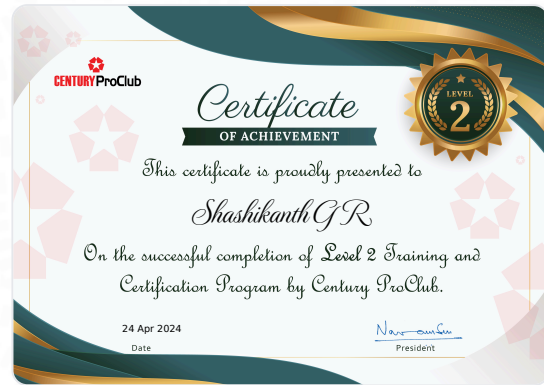 CENTURY ProClub
LEVEL
2
Certificate
OF ACHIEVEMENT
This certificate is proudly presented to
Shashikanth G R
On the successful completion of Level 2 Training and
Certification Program by Century ProClub.
24 Apr 2024
Date
President